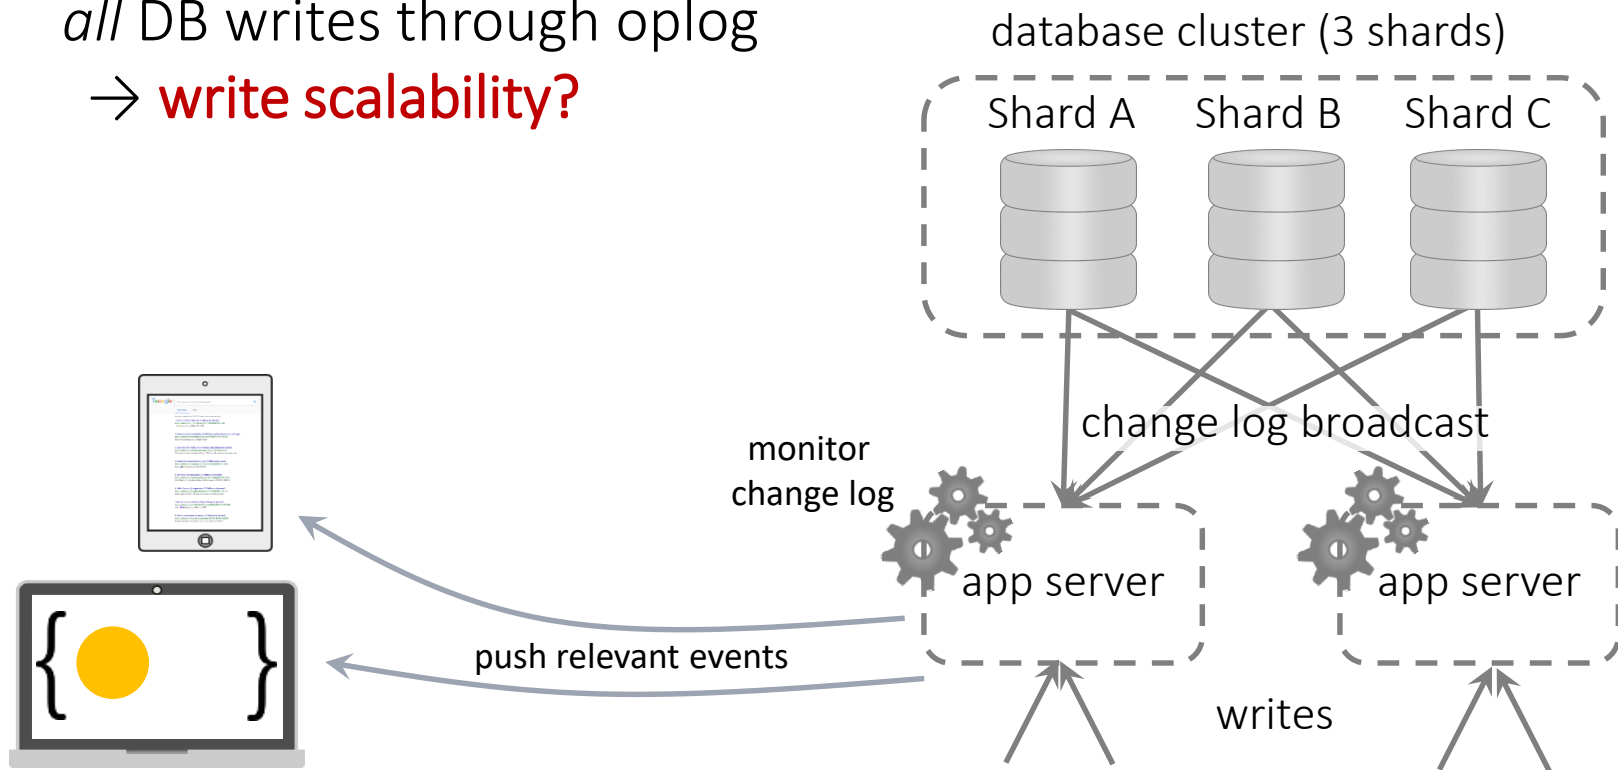 all DB writes through oplog
→ write scalability?
database cluster (3 shards)
Shard A Shard B Shard C
change log broadcast
monitor
change log
app server app server
push relevant events
writes
{ }